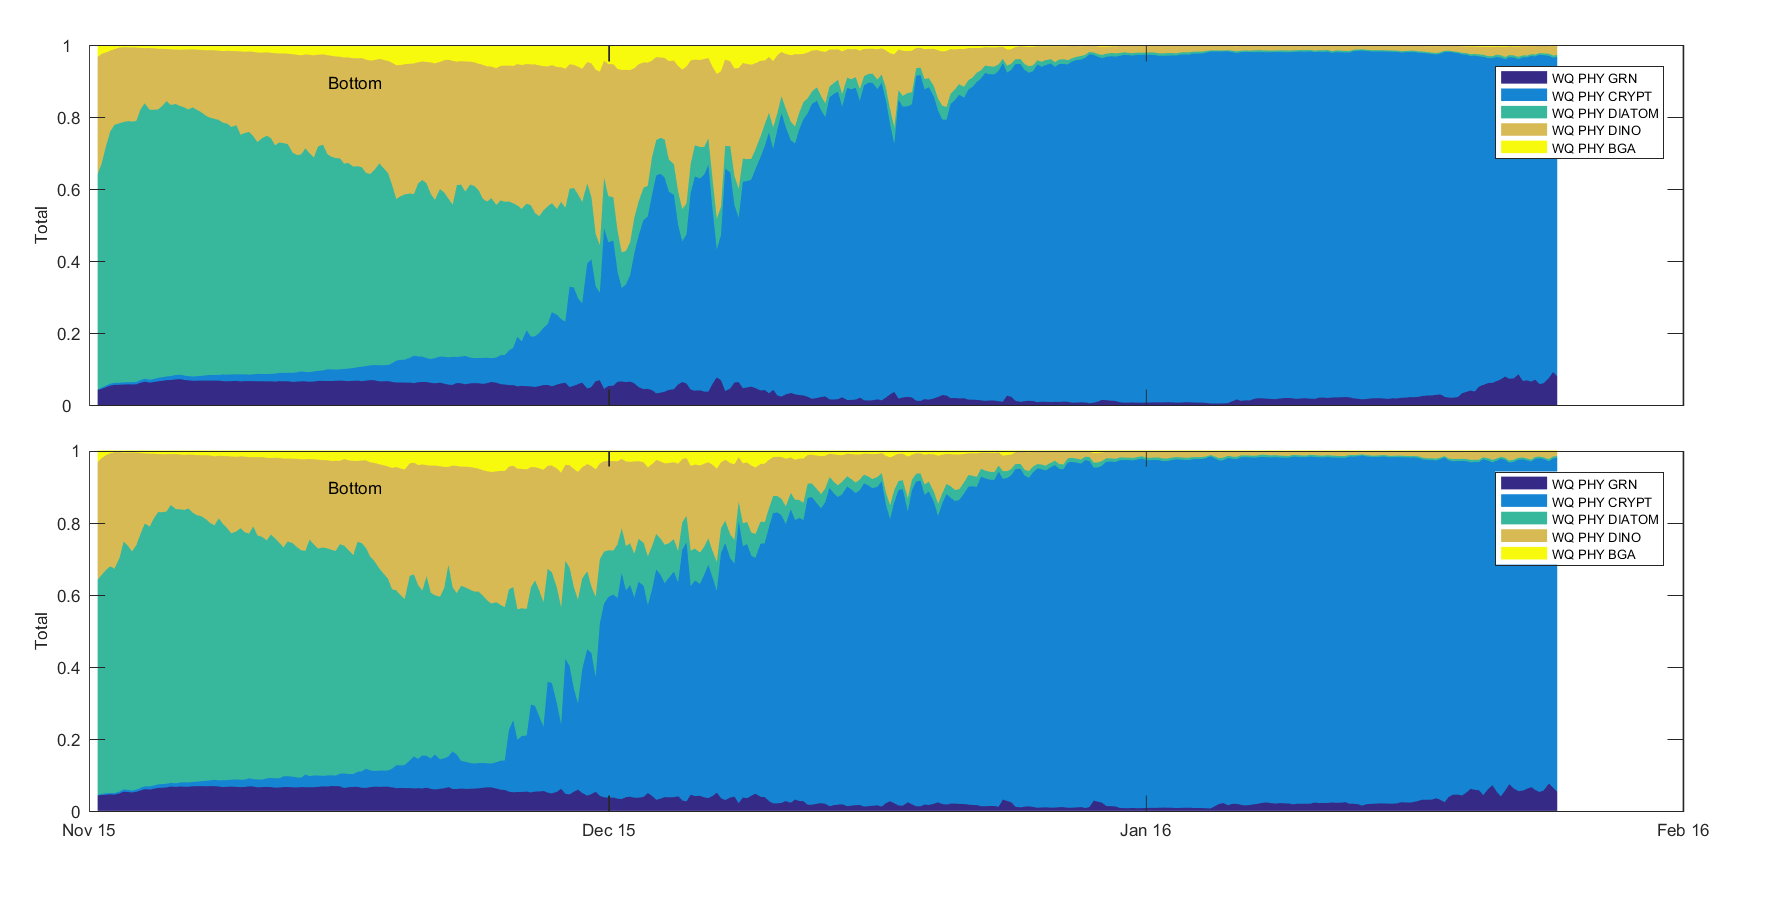 1
0.8
0.6
0.4
0.2
0
Total
Bottom
WQ PHY GRN
WQ PHY CRYPT
WQ PHY DIATOM
WQ PHY DINO
WQ PHY BGA
1
0.8
0.6
0.4
0.2
0
Total
Bottom
WQ PHY GRN
WQ PHY CRYPT
WQ PHY DIATOM
WQ PHY DINO
WQ PHY BGA
Nov 15 Dec 15 Jan 16 Feb 16